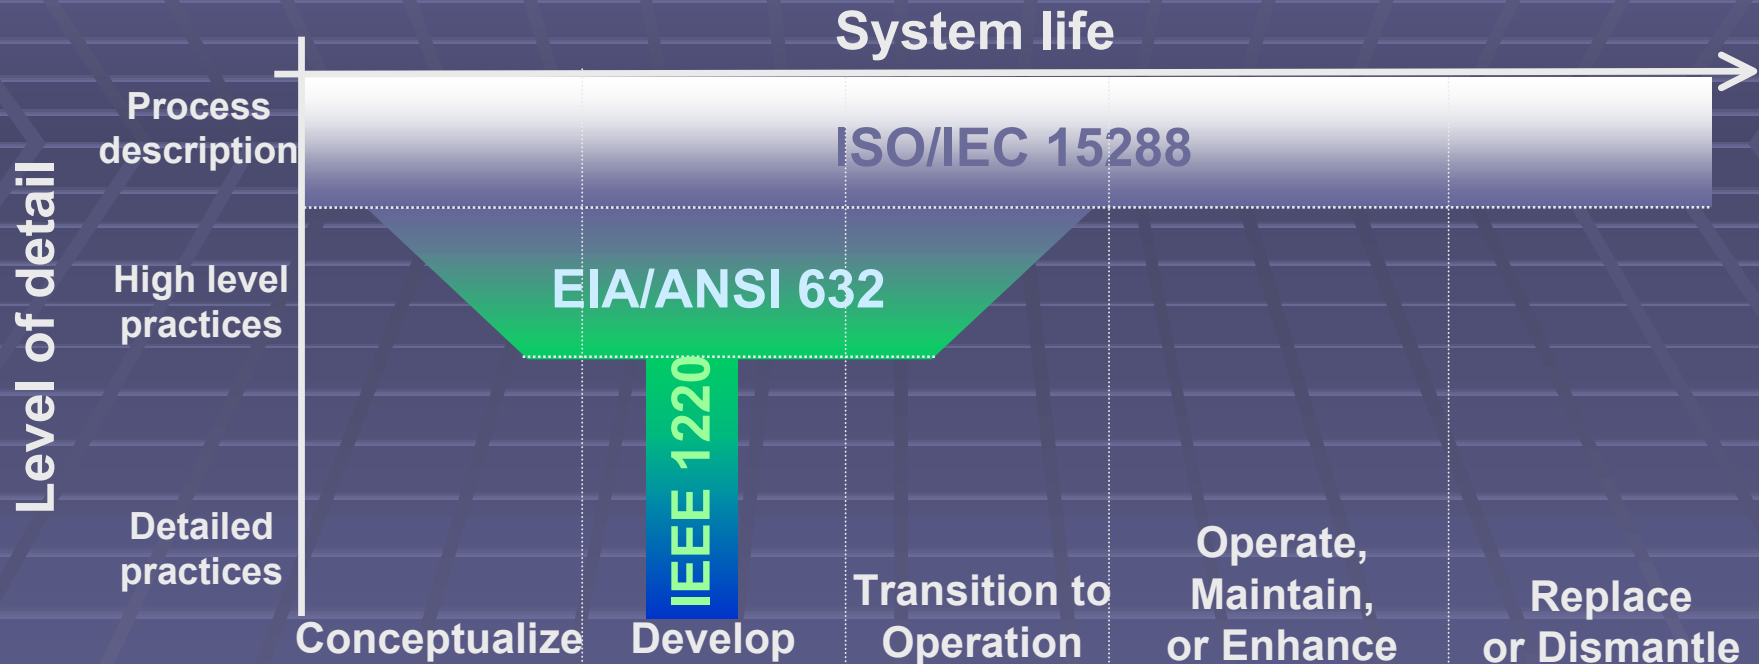 System life
Process
description
ISO/IEC 15288
Level of detail
High level
practices
EIA/ANSI 632
IEEE 1220
Detailed
practices
Conceptualize
Develop
Transition to
Operation
Operate,
Maintain,
or Enhance
Replace
or Dismantle